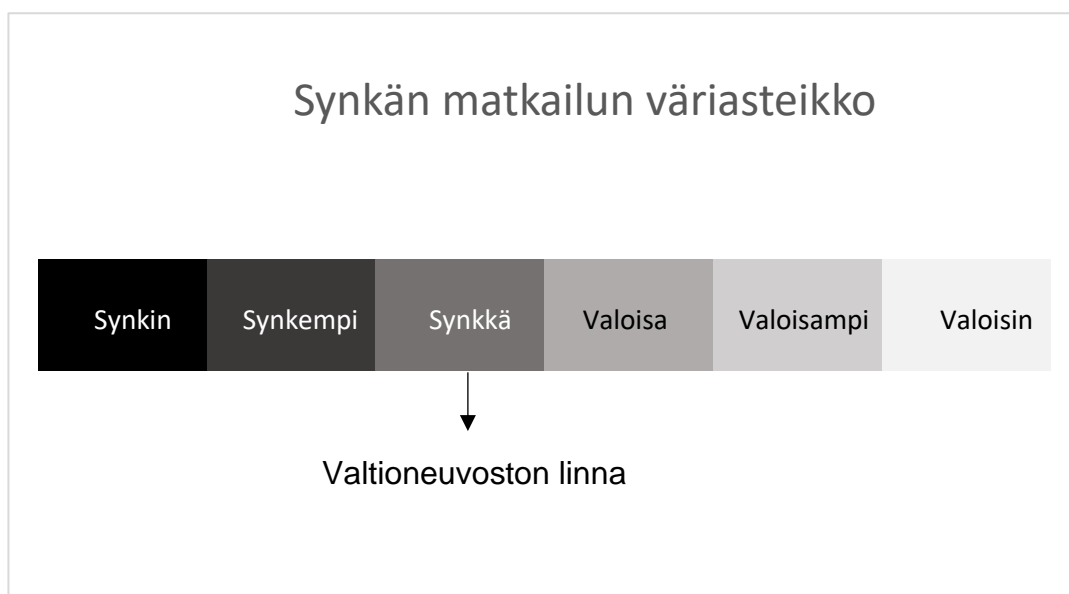 Synkän matkailun väriasteikko
Synkin Synkempi Synkkä Valoisa Valoisampi Valoisin
Valtioneuvoston linna